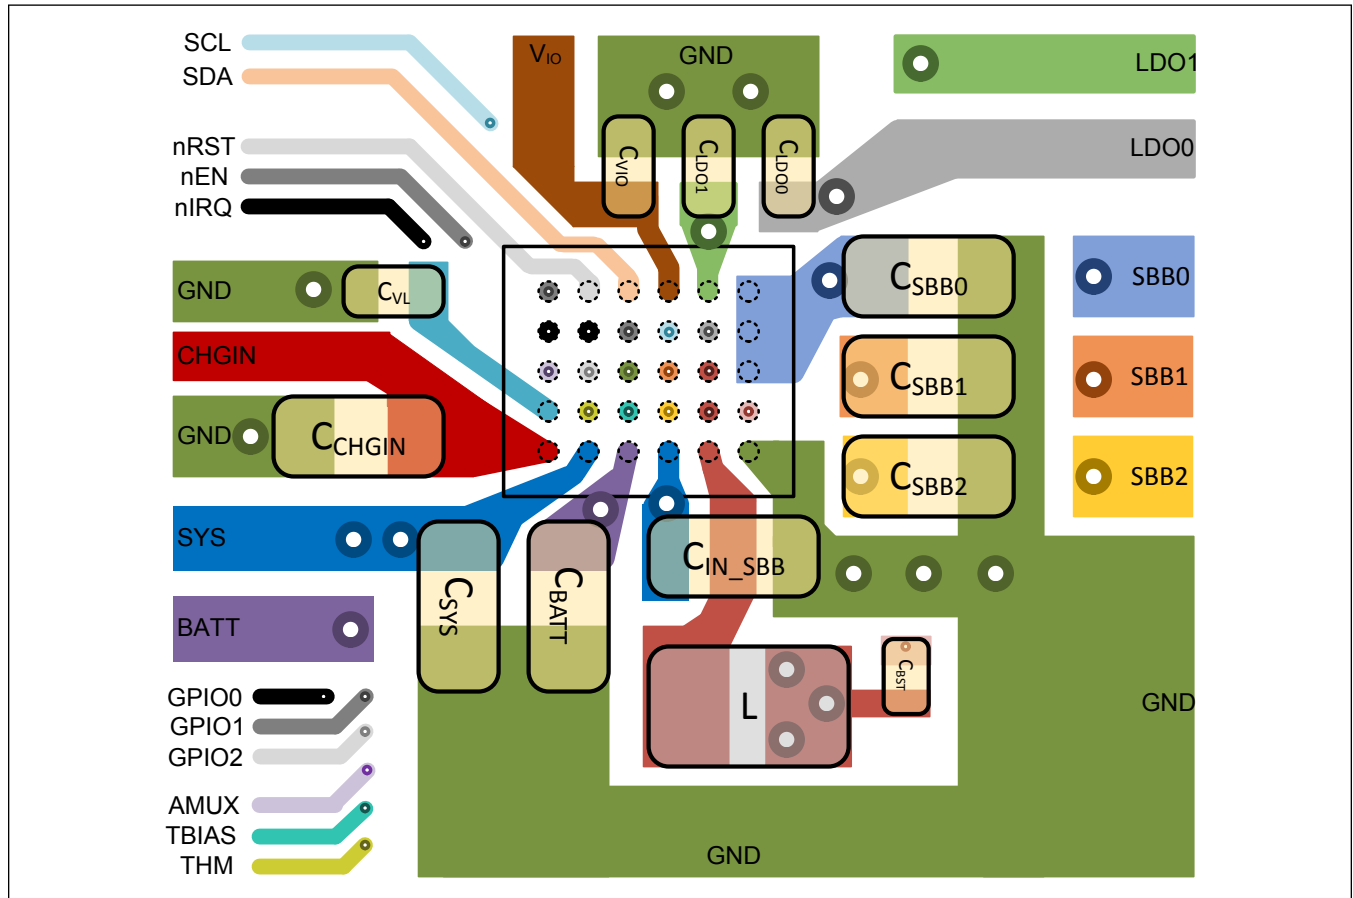 SCL
SDA
nRST
nEN
nIRQ
GND
CHGIN
GND
SYS
BATT
GPIO0
GPIO1
GPIO2
AMUX
TBIAS
THM
VIO
GND
LDO1
LDO0
CVIO
CLDO1
CLDO0
CVL
CCHGIN
CSBB0
SBB0
CSBB1
SBB1
CSBB2
SBB2
CSYS
CBATT
CIN_SBB
L
CBST
GND
GND